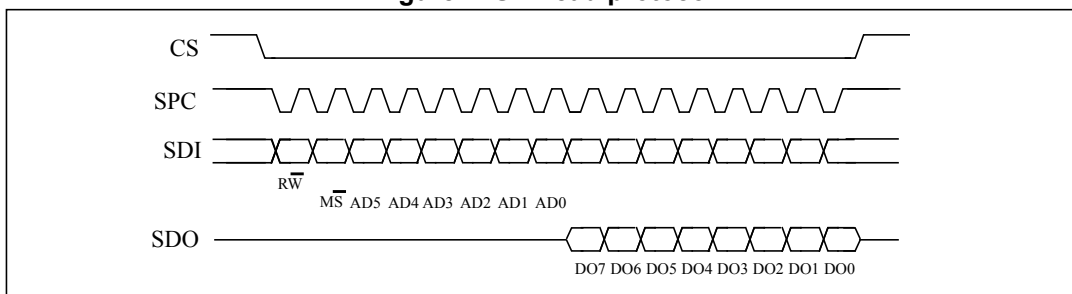 CS
SPC
SDI
RW̅
MS̅ AD5 AD4 AD3 AD2 AD1 AD0
SDO
DO7 DO6 DO5 DO4 DO3 DO2 DO1 DO0